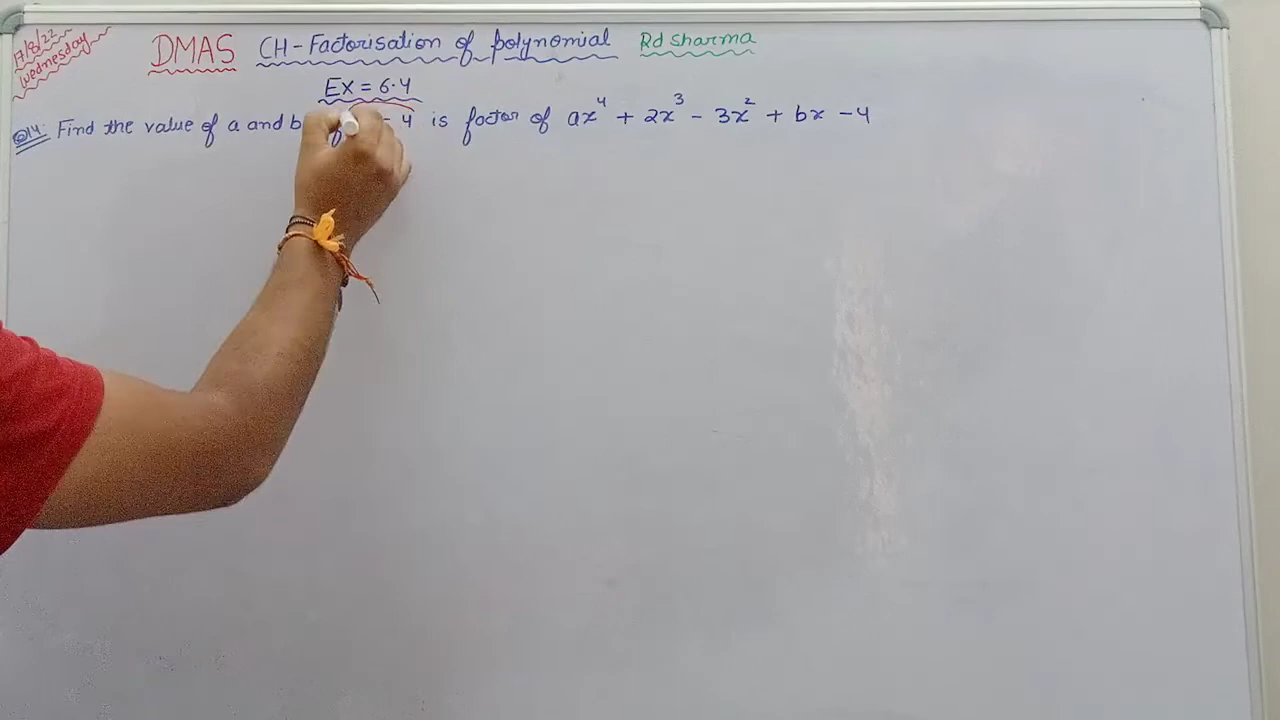 17/8/22
Wednesday
DMAS CH-Factorisation of polynomial Rd sharma
Ex = 6.4
Q14. Find the value of a and b - 4 is factor of ax⁴ + 2x³ - 3x² + bx - 4